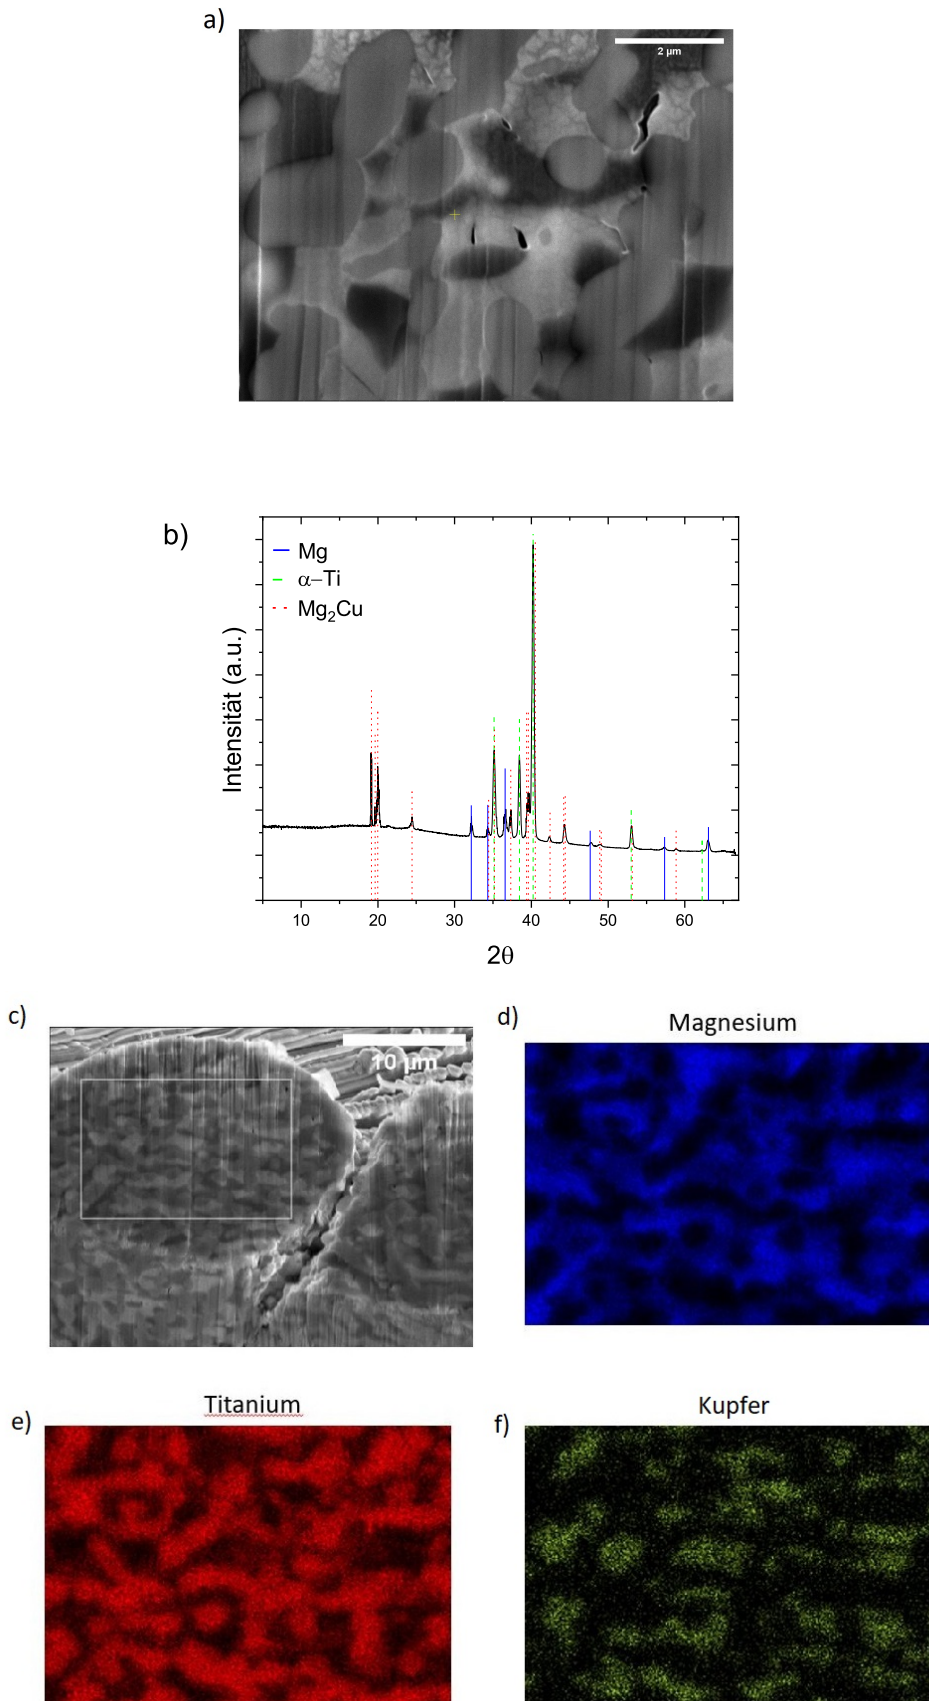 a)
2 µm
b)
Mg
α–Ti
Mg₂Cu
Intensität (a.u.)
10 20 30 40 50 60
2θ
c)
10 µm
d)
Magnesium
e)
Titanium
f)
Kupfer